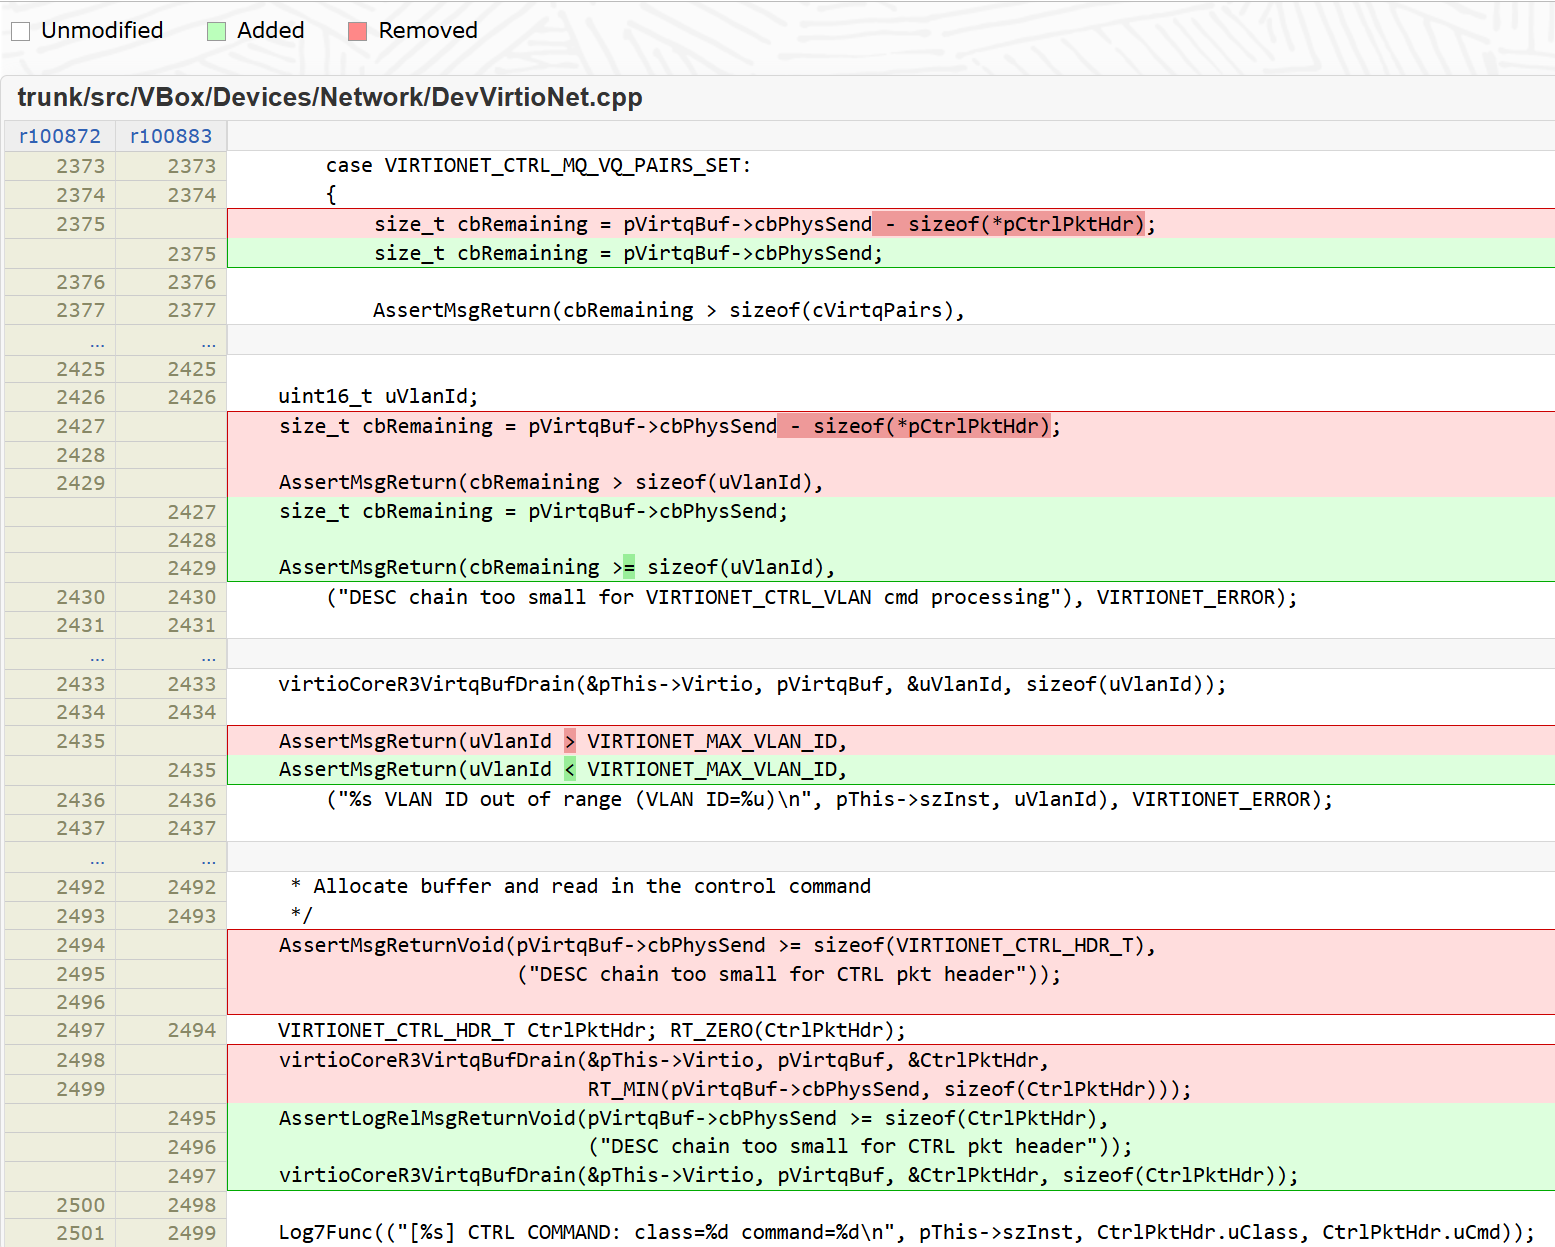 Unmodified Added Removed
trunk/src/VBox/Devices/Network/DevVirtioNet.cpp
r100872 r100883
2373 2373 case VIRTIONET_CTRL_MQ_VQ_PAIRS_SET:
2374 2374 {
2375 size_t cbRemaining = pVirtqBuf->cbPhysSend - sizeof(*pCtrlPktHdr);
2375 size_t cbRemaining = pVirtqBuf->cbPhysSend;
2376 2376
2377 2377 AssertMsgReturn(cbRemaining > sizeof(cVirtqPairs),
… …
2425 2425
2426 2426 uint16_t uVlanId;
2427 size_t cbRemaining = pVirtqBuf->cbPhysSend - sizeof(*pCtrlPktHdr);
2428
2429 AssertMsgReturn(cbRemaining > sizeof(uVlanId),
2427 size_t cbRemaining = pVirtqBuf->cbPhysSend;
2428
2429 AssertMsgReturn(cbRemaining >= sizeof(uVlanId),
2430 2430 ("DESC chain too small for VIRTIONET_CTRL_VLAN cmd processing"), VIRTIONET_ERROR);
2431 2431
… …
2433 2433 virtioCoreR3VirtqBufDrain(&pThis->Virtio, pVirtqBuf, &uVlanId, sizeof(uVlanId));
2434 2434
2435 AssertMsgReturn(uVlanId > VIRTIONET_MAX_VLAN_ID,
2435 AssertMsgReturn(uVlanId < VIRTIONET_MAX_VLAN_ID,
2436 2436 ("%s VLAN ID out of range (VLAN ID=%u)\n", pThis->szInst, uVlanId), VIRTIONET_ERROR);
2437 2437
… …
2492 2492 * Allocate buffer and read in the control command
2493 2493 */
2494 AssertMsgReturnVoid(pVirtqBuf->cbPhysSend >= sizeof(VIRTIONET_CTRL_HDR_T),
2495 ("DESC chain too small for CTRL pkt header"));
2496
2497 2494 VIRTIONET_CTRL_HDR_T CtrlPktHdr; RT_ZERO(CtrlPktHdr);
2498 virtioCoreR3VirtqBufDrain(&pThis->Virtio, pVirtqBuf, &CtrlPktHdr,
2499 RT_MIN(pVirtqBuf->cbPhysSend, sizeof(CtrlPktHdr)));
2495 AssertLogRelMsgReturnVoid(pVirtqBuf->cbPhysSend >= sizeof(CtrlPktHdr),
2496 ("DESC chain too small for CTRL pkt header"));
2497 virtioCoreR3VirtqBufDrain(&pThis->Virtio, pVirtqBuf, &CtrlPktHdr, sizeof(CtrlPktHdr));
2500 2498
2501 2499 Log7Func(("[%s] CTRL COMMAND: class=%d command=%d\n", pThis->szInst, CtrlPktHdr.uClass, CtrlPktHdr.uCmd));